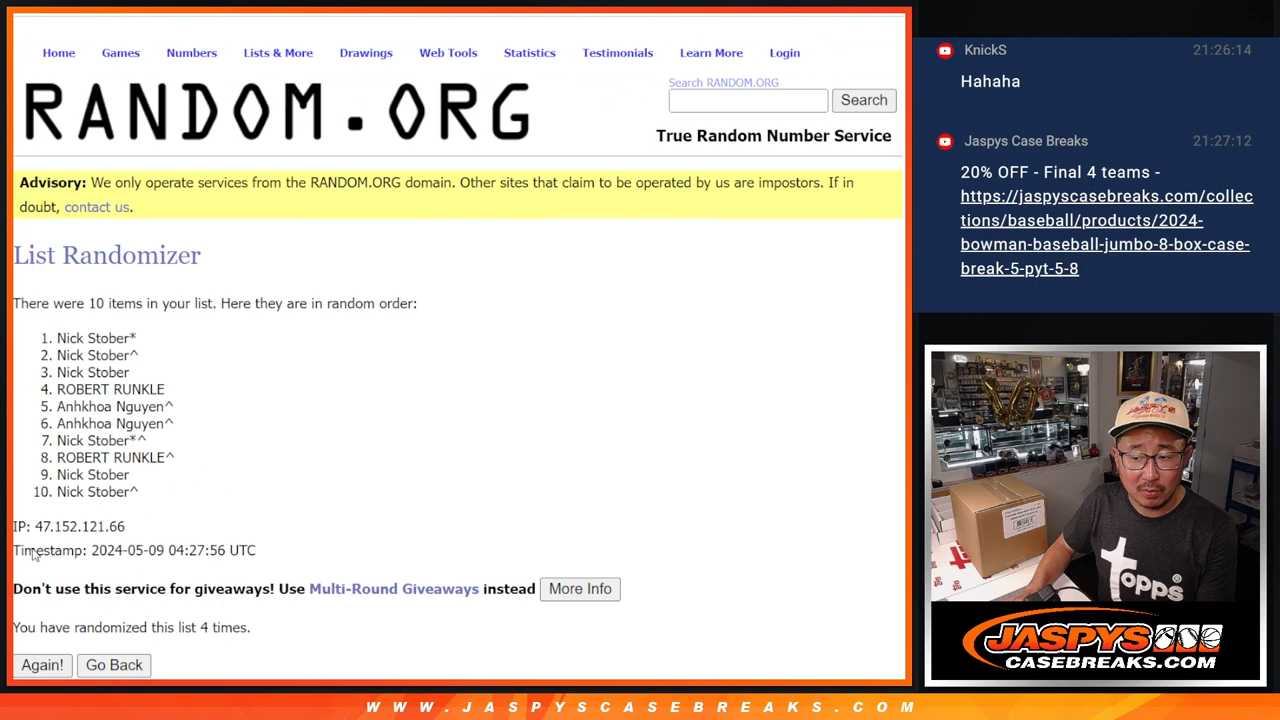 Home Games Numbers Lists & More Drawings Web Tools Statistics Testimonials Learn More Login
RANDOM.ORG
Search RANDOM.ORG
Search
True Random Number Service
Advisory: We only operate services from the RANDOM.ORG domain. Other sites that claim to be operated by us are impostors. If in
doubt, contact us.
List Randomizer
There were 10 items in your list. Here they are in random order:
1. Nick Stober*
2. Nick Stober^
3. Nick Stober
4. ROBERT RUNKLE
5. Anhkhoa Nguyen^
6. Anhkhoa Nguyen^
7. Nick Stober*^
8. ROBERT RUNKLE^
9. Nick Stober
10. Nick Stober^
IP: 47.152.121.66
Timestamp: 2024-05-09 04:27:56 UTC
Don't use this service for giveaways! Use Multi-Round Giveaways instead More Info
You have randomized this list 4 times.
Again! Go Back
KnickS 21:26:14
Hahaha
Jaspys Case Breaks 21:27:12
20% OFF - Final 4 teams -
https://jaspyscasebreaks.com/collec
tions/baseball/products/2024-
bowman-baseball-jumbo-8-box-case-
break-5-pyt-5-8
Topps®
JASPYS
CASEBREAKS.COM
WWW.JASPYSCASEBREAKS.COM